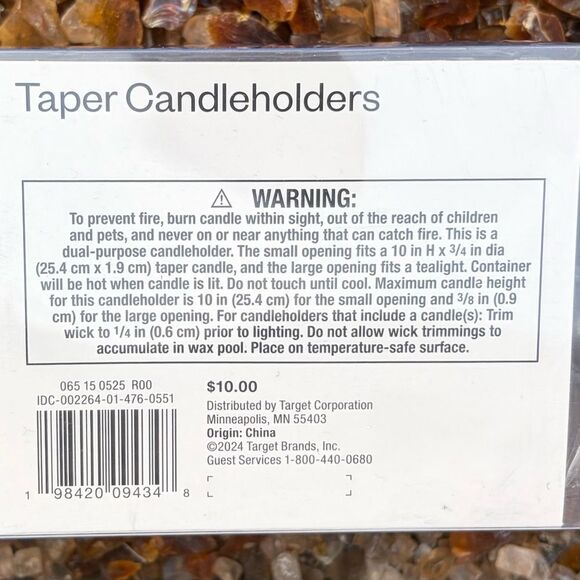 Taper Candleholders
⚠ WARNING:
To prevent fire, burn candle within sight, out of the reach of children
and pets, and never on or near anything that can catch fire. This is a
dual-purpose candleholder. The small opening fits a 10 in H x 3/4 in dia
(25.4 cm x 1.9 cm) taper candle, and the large opening fits a tealight. Container
will be hot when candle is lit. Do not touch until cool. Maximum candle height
for this candleholder is 10 in (25.4 cm) for the small opening and 3/8 in (0.9
cm) for the large opening. For candleholders that include a candle(s): Trim
wick to 1/4 in (0.6 cm) prior to lighting. Do not allow wick trimmings to
accumulate in wax pool. Place on temperature-safe surface.
065 15 0525 R00
IDC-002264-01-476-0551
1 98420 09434 8
$10.00
Distributed by Target Corporation
Minneapolis, MN 55403
Origin: China
©2024 Target Brands, Inc.
Guest Services 1-800-440-0680